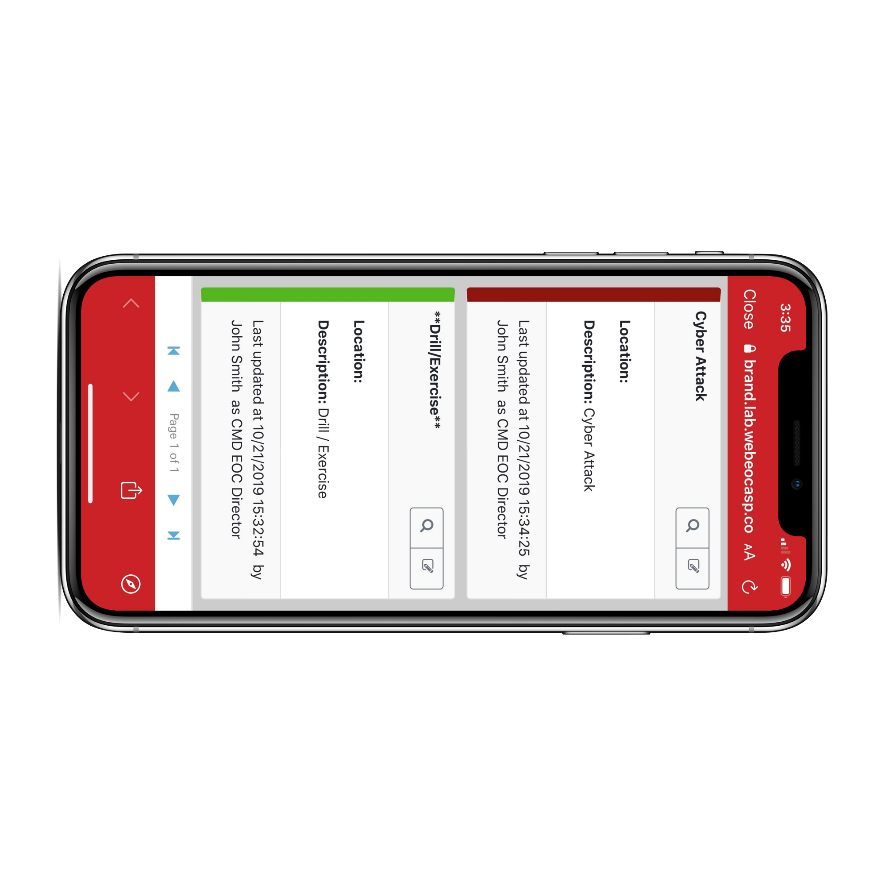 3:35
Close brand.lab.webeocasp.co AA
Cyber Attack
Location:
Description: Cyber Attack
Last updated at 10/21/2019 15:34:25 by
John Smith as CMD EOC Director
**Drill/Exercise**
Location:
Description: Drill / Exercise
Last updated at 10/21/2019 15:32:54 by
John Smith as CMD EOC Director
Page 1 of 1